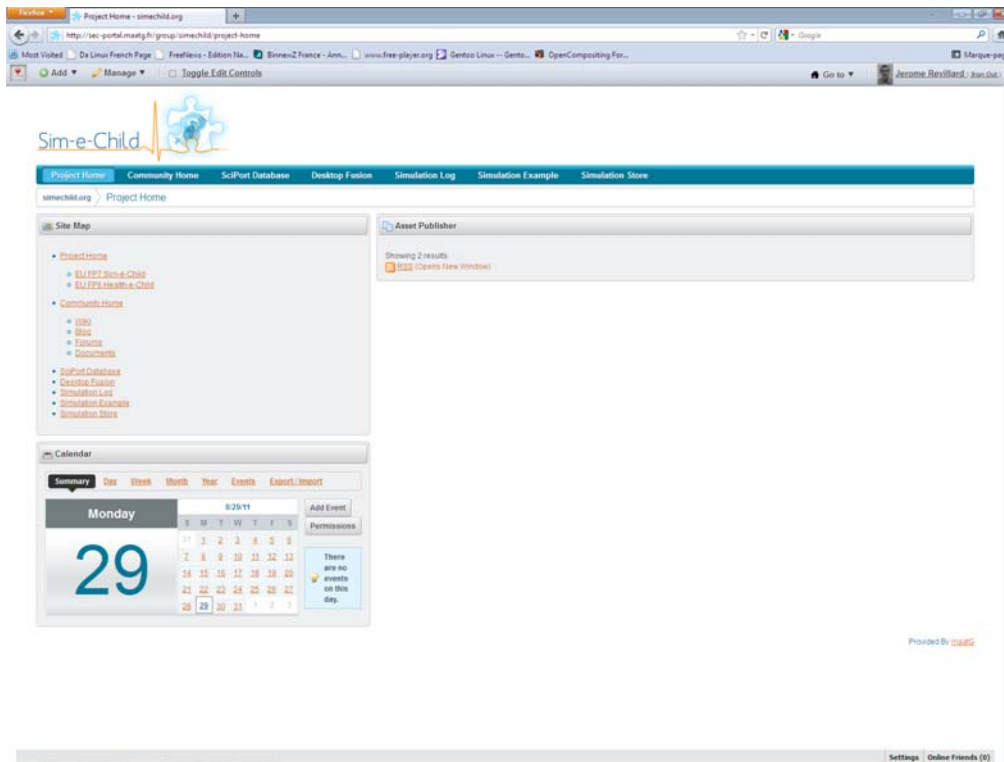 Firefox
Project Home - simechild.org
+
http://sec-portal.maatg.fr/group/simechild/project-home
Google
Most Visited Da Linux French Page FreeNews - Edition Na... BinnewZ France - Ann... www.free-player.org Gentoo Linux -- Gento... OpenCompositing For... Marque-pag
Add Manage Toggle Edit Controls Go to Jerome Revillard (Sign Out)
Sim-e-Child
Project Home Community Home SciPort Database Desktop Fusion Simulation Log Simulation Example Simulation Store
simechild.org Project Home
Site Map
Project Home
EU FP7 Sim-e-Child
EU FP6 Health-e-Child
Community Home
Wiki
Blog
Forums
Documents
SciPort Database
Desktop Fusion
Simulation Log
Simulation Example
Simulation Store
Asset Publisher
Showing 2 results.
RSS (Opens New Window)
Calendar
Summary Day Week Month Year Events Export / Import
Monday
29
8/29/11
S M T W T F S
31 1 2 3 4 5 6
7 8 9 10 11 12 13
14 15 16 17 18 19 20
21 22 23 24 25 26 27
28 29 30 31 1 2 3
Add Event
Permissions
There
are no
events
on this
day.
Provided By maatG
Settings Online Friends (0)